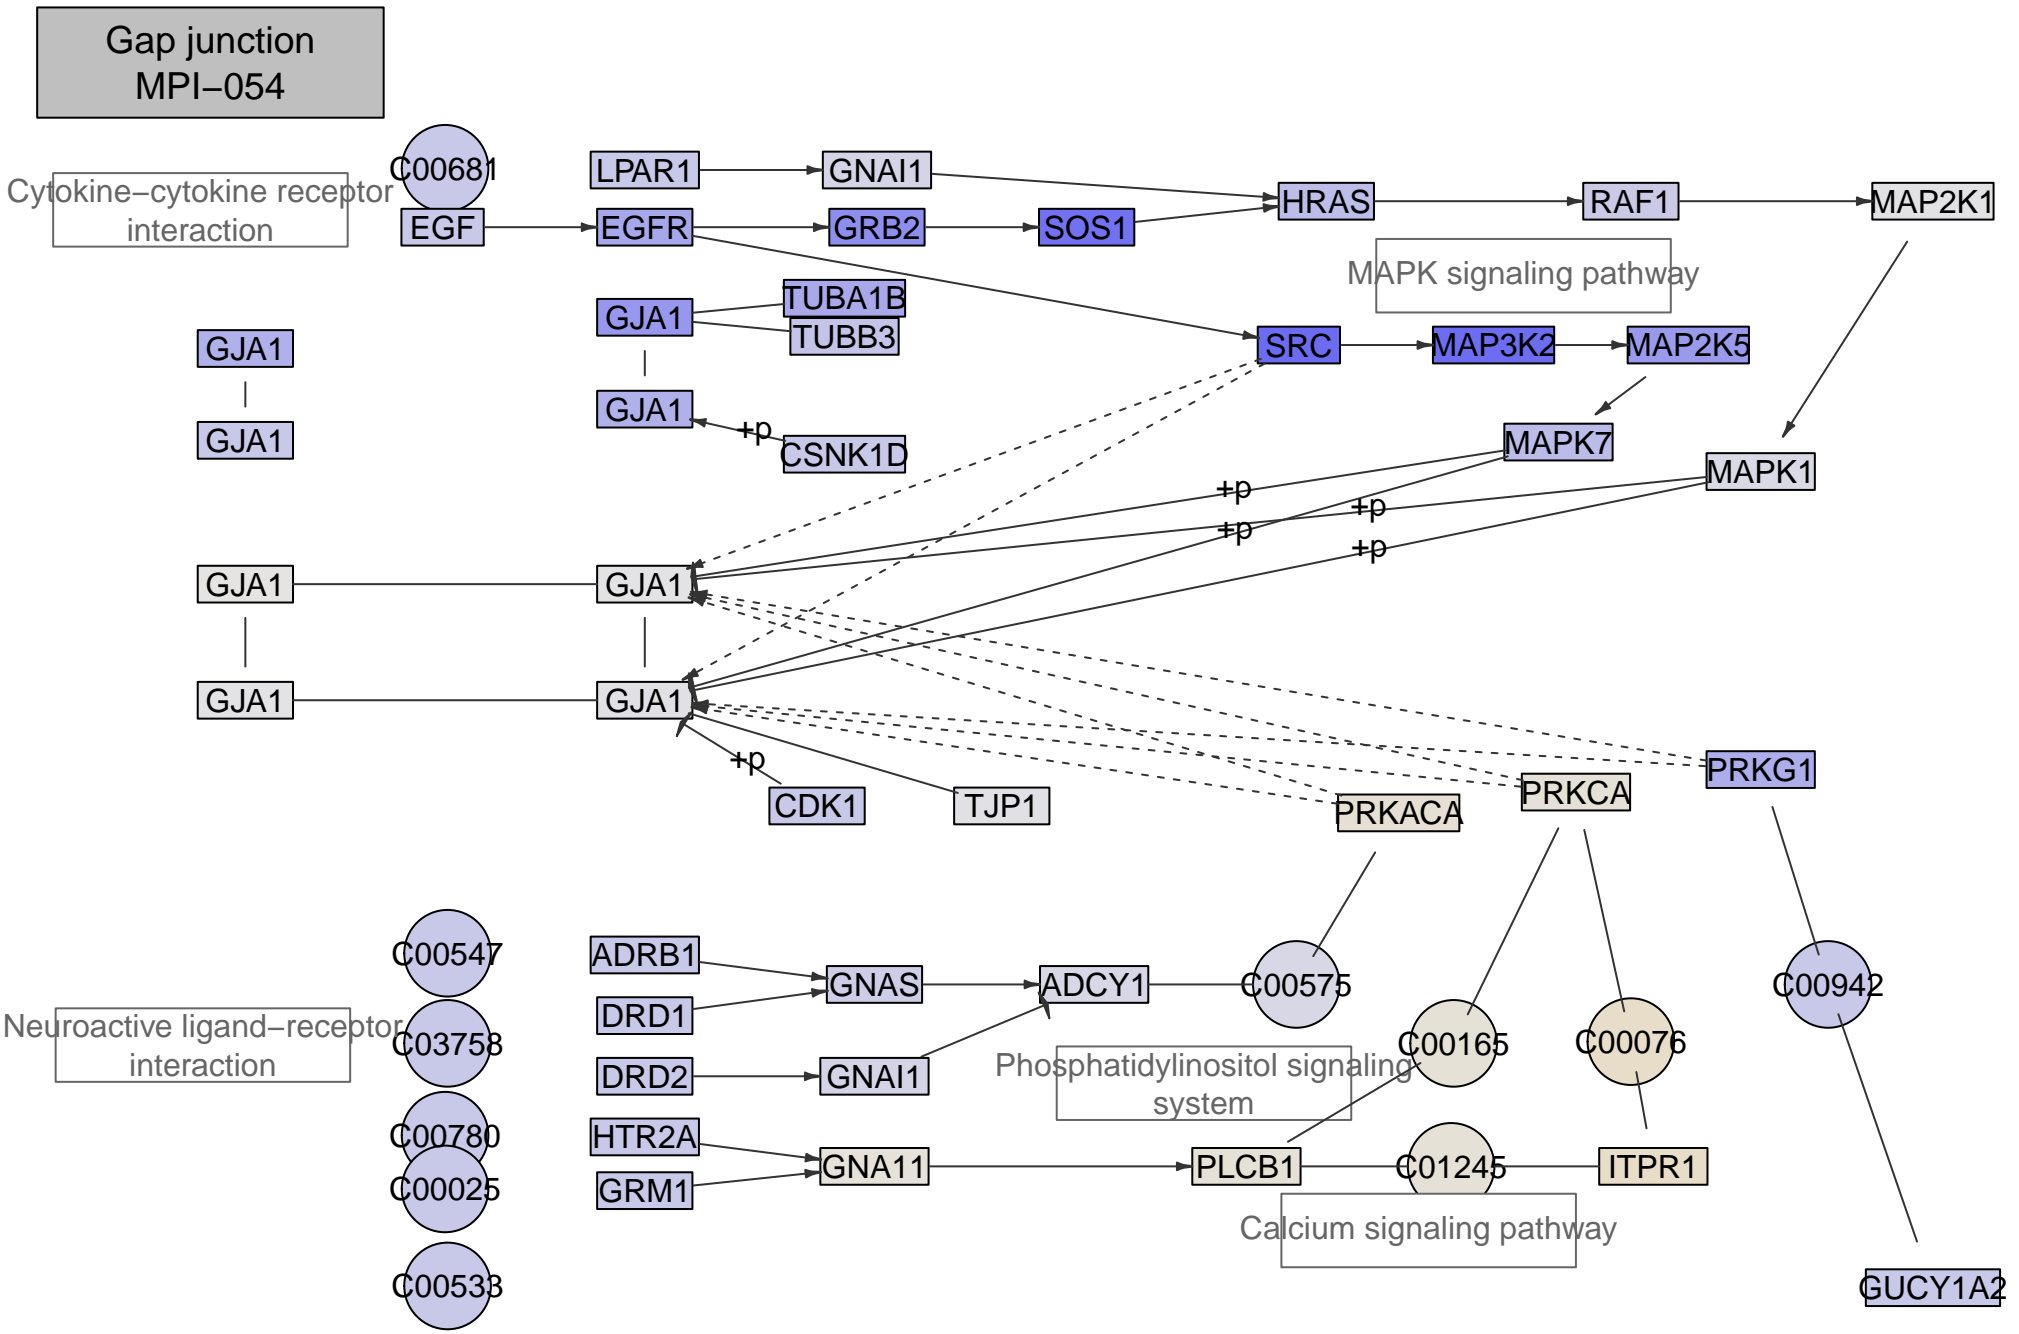 Gap junction
MPI−054
C00681
LPAR1
GNAI1
Cytokine−cytokine receptor
interaction
HRAS
RAF1
MAP2K1
EGF
EGFR
GRB2
SOS1
MAPK signaling pathway
TUBA1B
GJA1
TUBB3
GJA1
SRC
MAP3K2
MAP2K5
GJA1
+p
GJA1
CSNK1D
MAPK7
MAPK1
+p
+p
+p
+p
GJA1
GJA1
GJA1
GJA1
+p
PRKG1
PRKCA
CDK1
TJP1
PRKACA
C00547
ADRB1
GNAS
ADCY1
C00575
C00942
DRD1
Neuroactive ligand−receptor
interaction
C03758
C00165
C00076
DRD2
GNAI1
Phosphatidylinositol signaling
system
C00780
HTR2A
GNA11
PLCB1
C01245
ITPR1
C00025
GRM1
Calcium signaling pathway
C00533
GUCY1A2